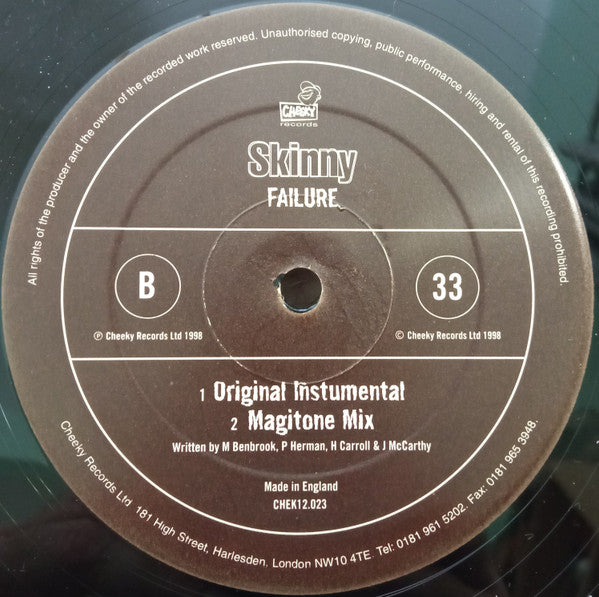 All rights of the producer and the owner of the recorded work reserved. Unauthorised copying, public performance, hiring and rental of this recording prohibited.
CHEEKY
records
Skinny
FAILURE
B
33
℗ Cheeky Records Ltd 1998
© Cheeky Records Ltd 1998
1 Original Instumental
2 Magitone Mix
Written by M Benbrook, P Herman, H Carroll & J McCarthy
Made in England
CHEK12.023
Cheeky Records Ltd 181 High Street, Harlesden, London NW10 4TE. Tel: 0181 961 5202. Fax: 0181 965 3948.